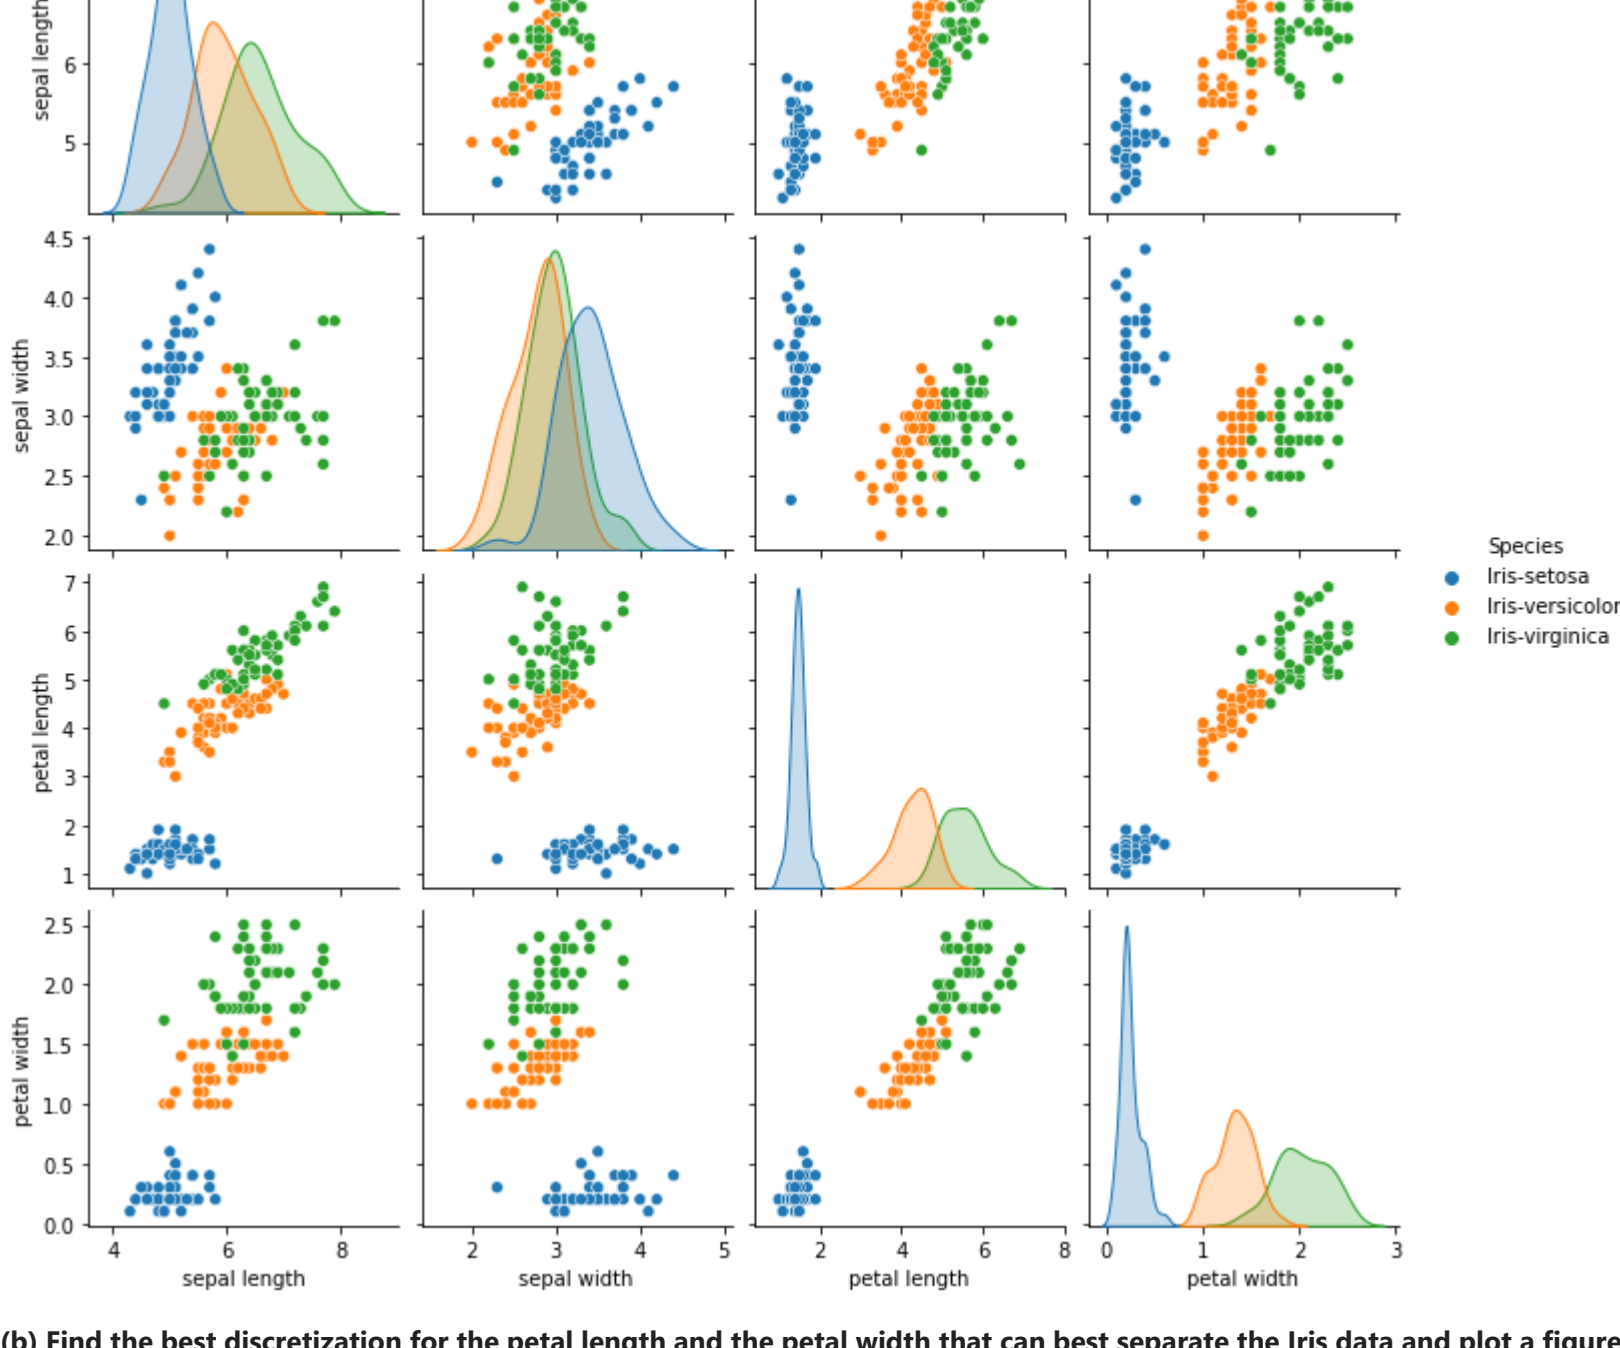 sepal length
6
5
4.5
4.0
3.5
3.0
2.5
2.0
sepal width
Species
Iris-setosa
Iris-versicolor
Iris-virginica
7
6
5
4
3
2
1
petal length
2.5
2.0
1.5
1.0
0.5
0.0
petal width
4 6 8
2 3 4 5
2 4 6 8
0 1 2 3
sepal length
sepal width
petal length
petal width
(b) Find the best discretization for the petal length and the petal width that can best separate the Iris data and plot a figure